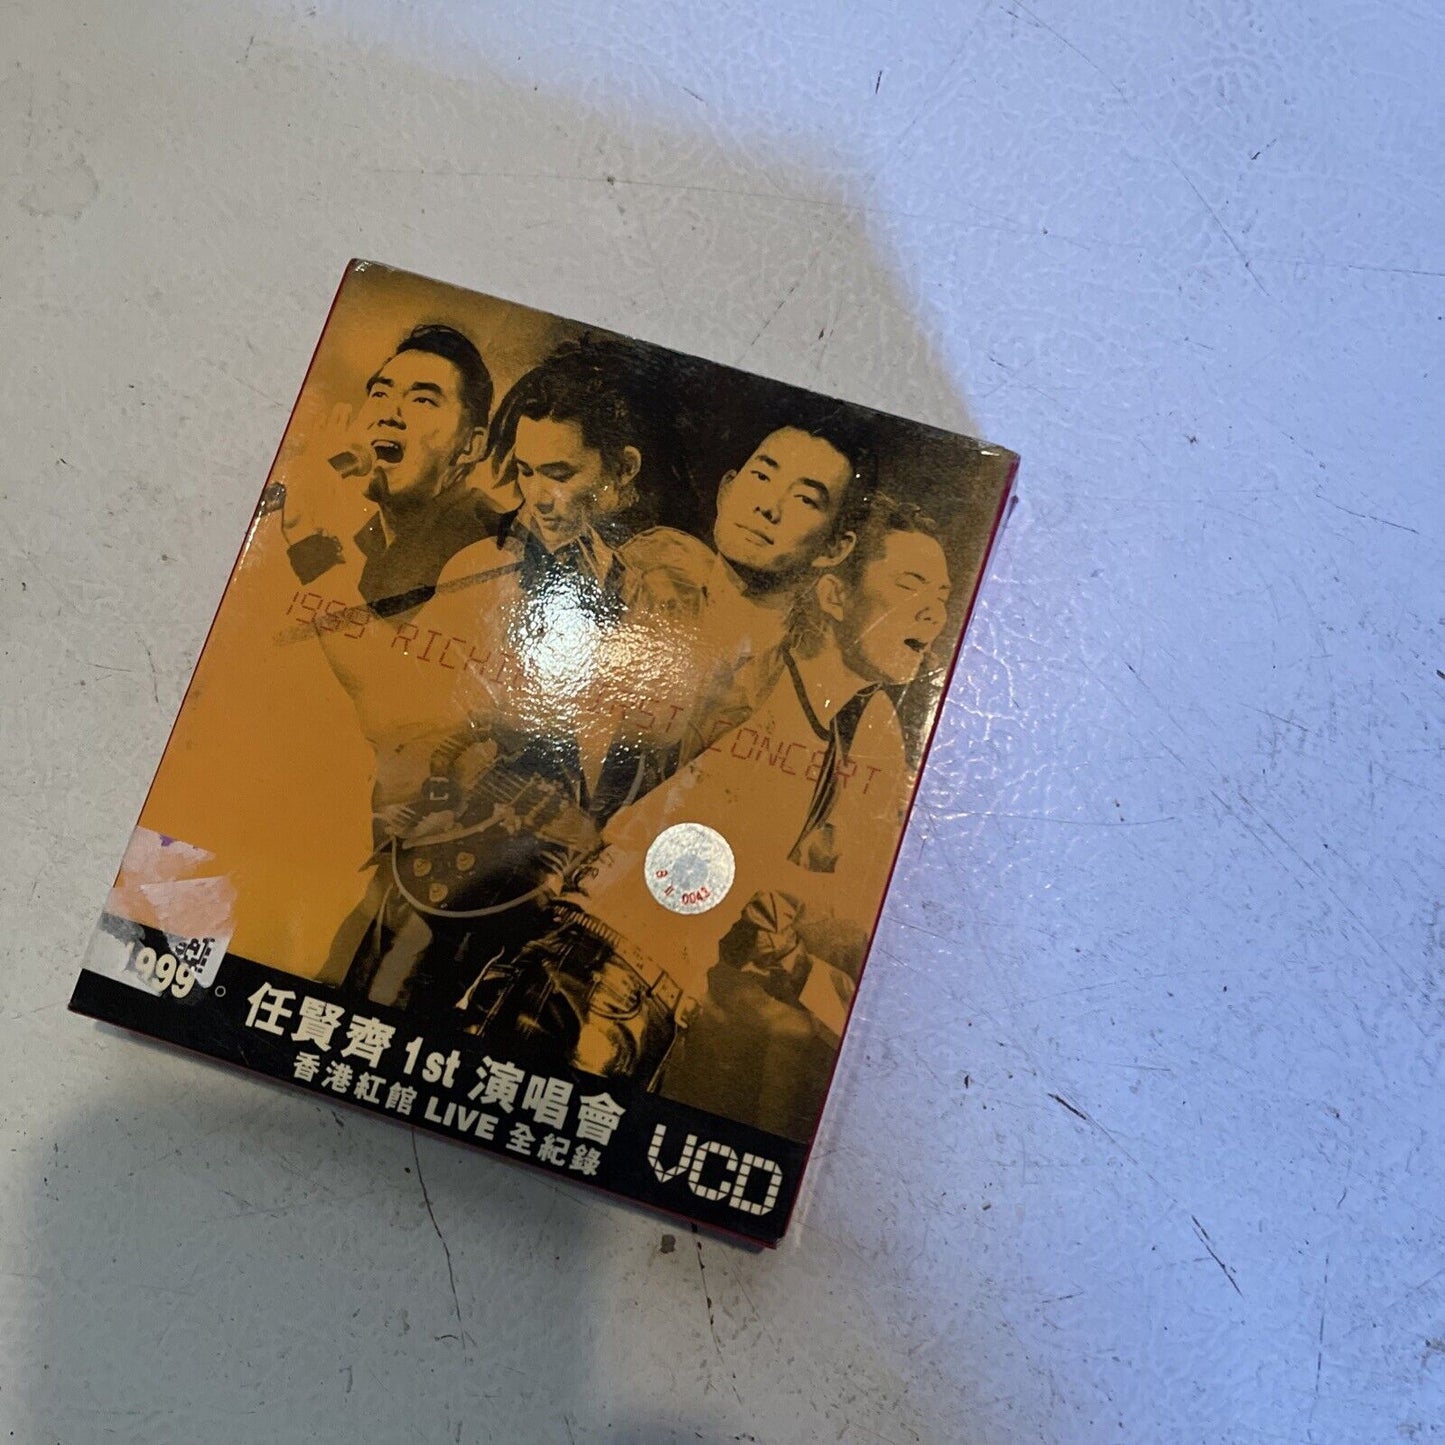 1999 RICHIE FIRST CONCERT
0043
1999。任賢齊 1st 演唱會
香港紅館 LIVE 全紀錄
VCD